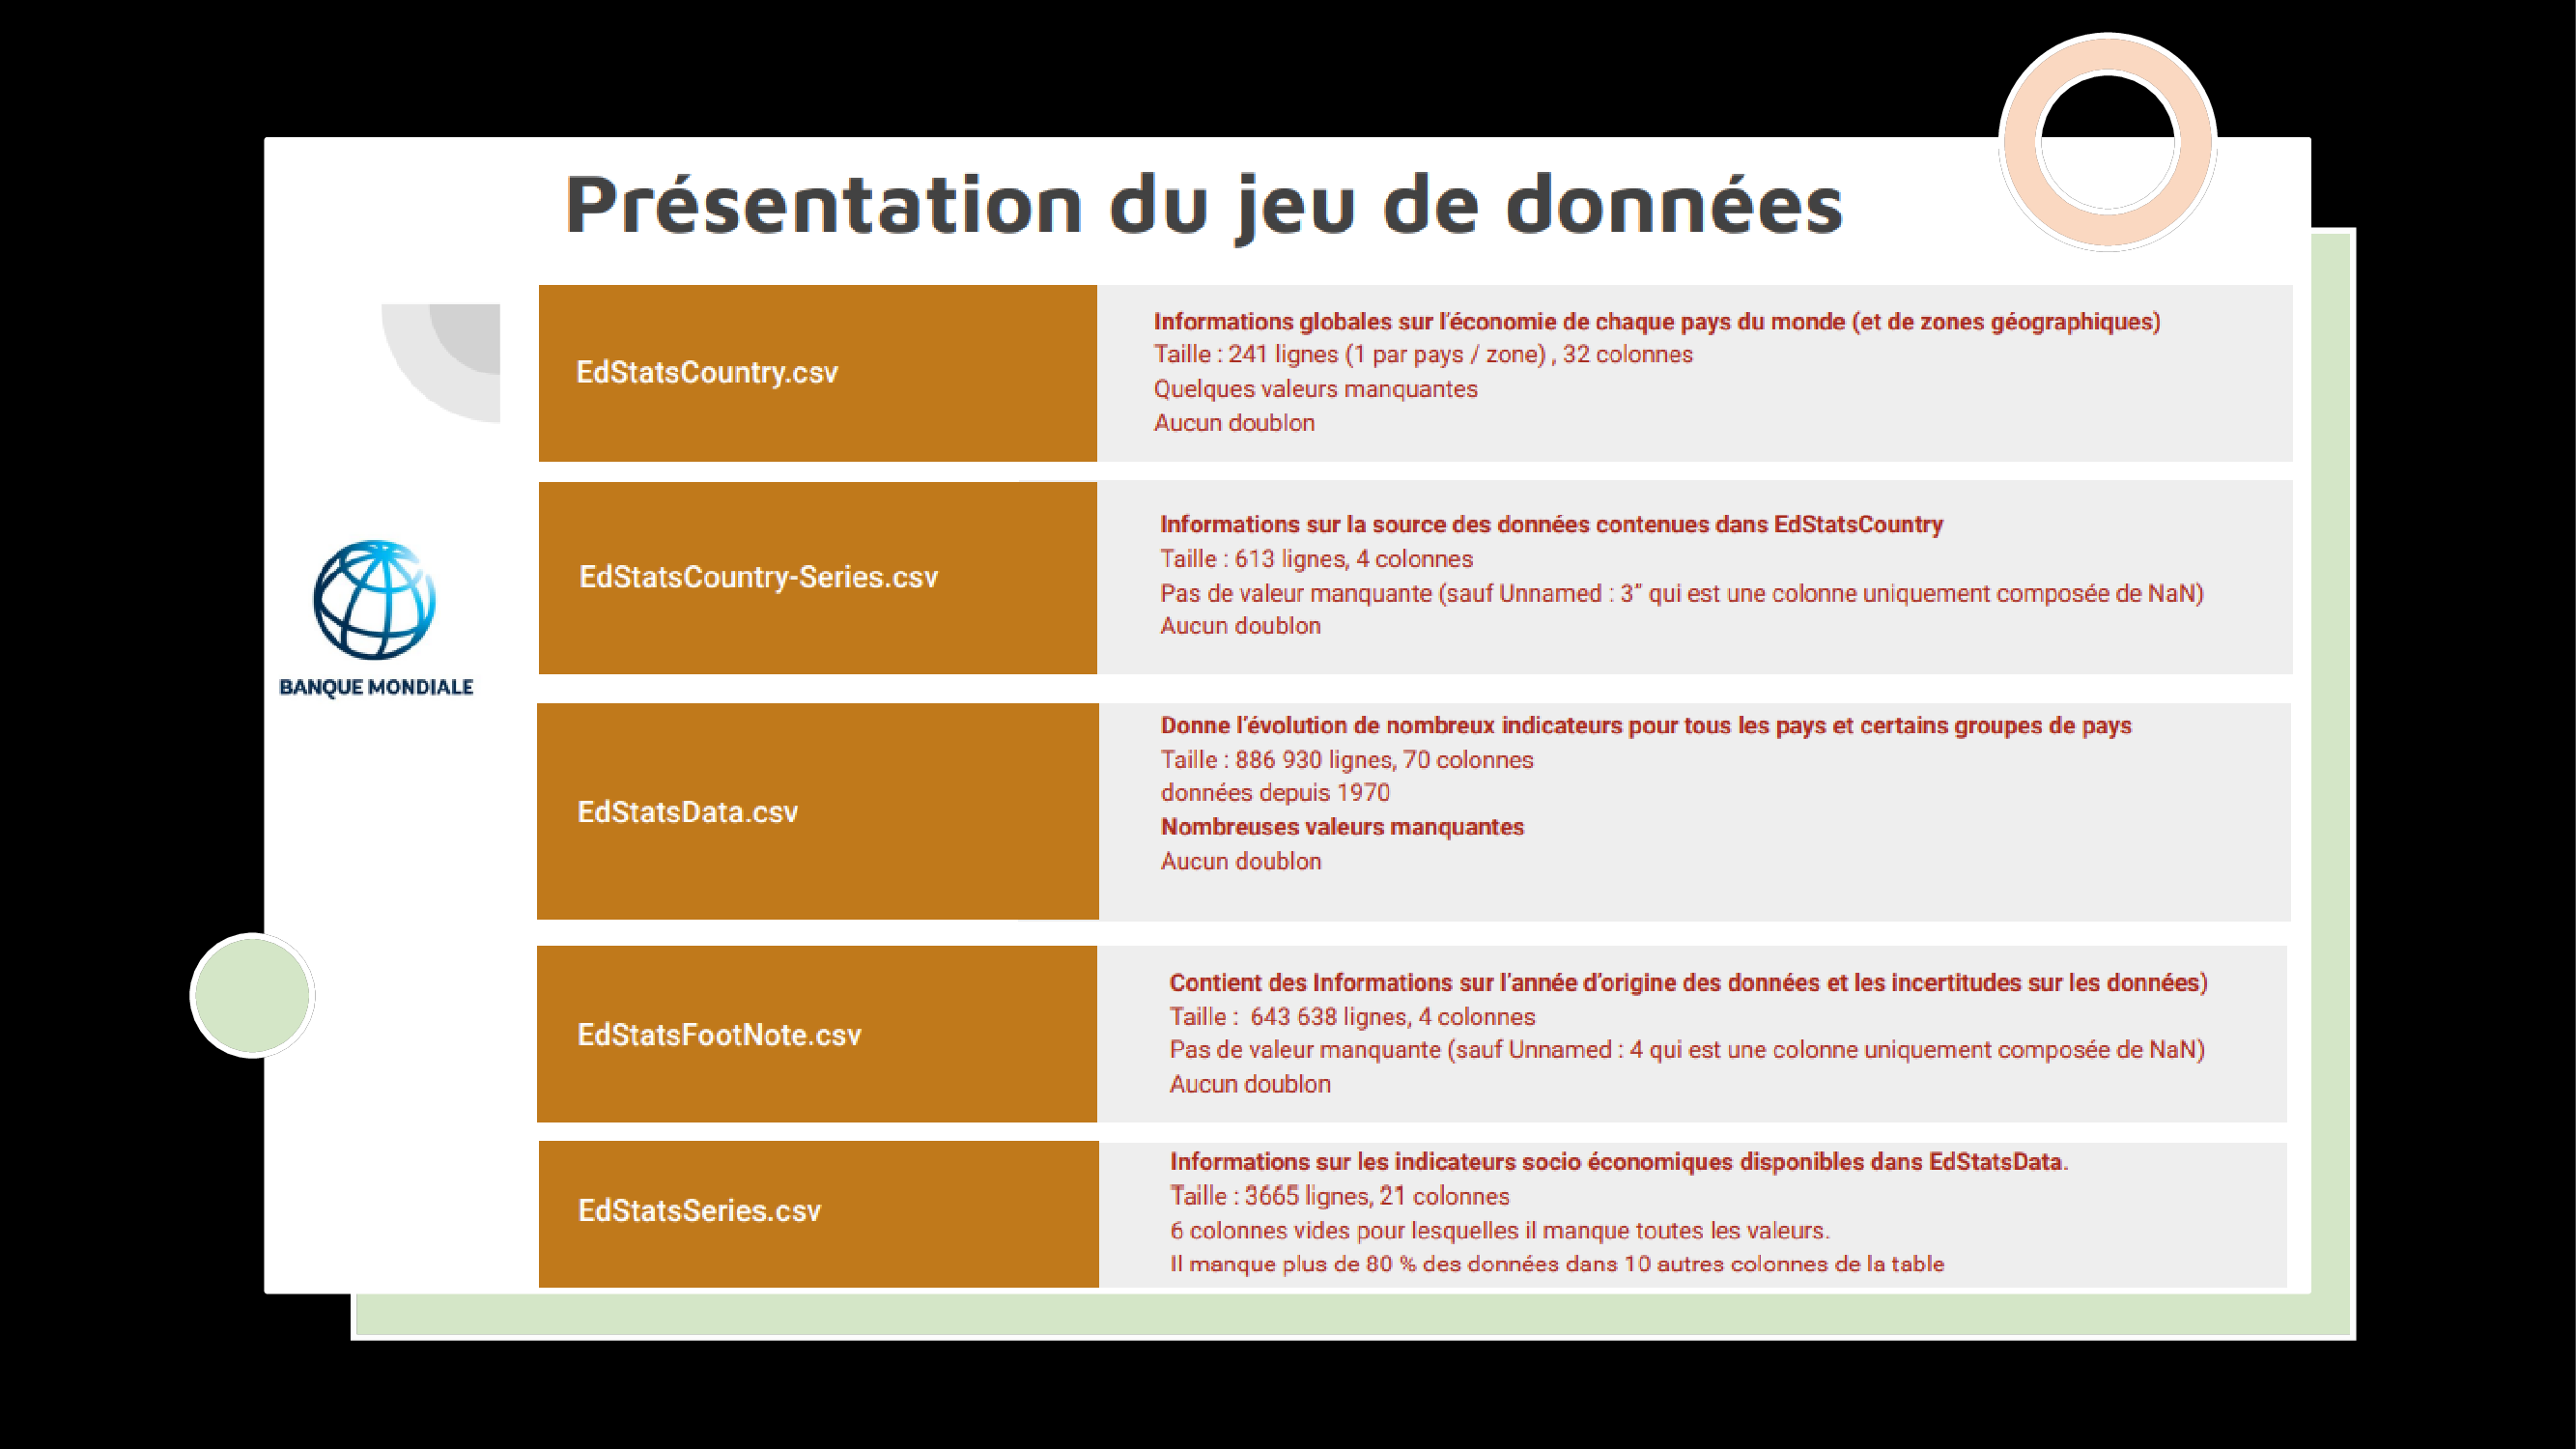 Présentation du jeu de données
EdStatsCountry.csv
Informations globales sur l'économie de chaque pays du monde (et de zones géographiques)
Taille : 241 lignes (1 par pays / zone) , 32 colonnes
Quelques valeurs manquantes
Aucun doublon
BANQUE MONDIALE
EdStatsCountry-Series.csv
Informations sur la source des données contenues dans EdStatsCountry
Taille : 613 lignes, 4 colonnes
Pas de valeur manquante (sauf Unnamed : 3” qui est une colonne uniquement composée de NaN)
Aucun doublon
EdStatsData.csv
Donne l'évolution de nombreux indicateurs pour tous les pays et certains groupes de pays
Taille : 886 930 lignes, 70 colonnes
données depuis 1970
Nombreuses valeurs manquantes
Aucun doublon
EdStatsFootNote.csv
Contient des Informations sur l'année d'origine des données et les incertitudes sur les données)
Taille :  643 638 lignes, 4 colonnes
Pas de valeur manquante (sauf Unnamed : 4 qui est une colonne uniquement composée de NaN)
Aucun doublon
EdStatsSeries.csv
Informations sur les indicateurs socio économiques disponibles dans EdStatsData.
Taille : 3665 lignes, 21 colonnes
6 colonnes vides pour lesquelles il manque toutes les valeurs.
Il manque plus de 80 % des données dans 10 autres colonnes de la table